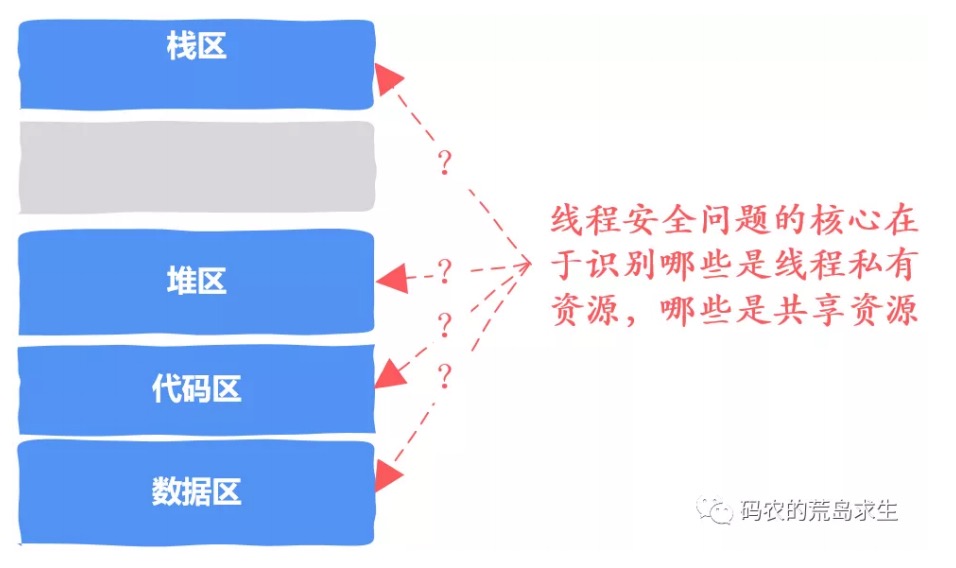 栈区
?
线程安全问题的核心在
于识别哪些是线程私有
资源，哪些是共享资源
堆区
?
?
代码区
?
数据区
码农的荒岛求生